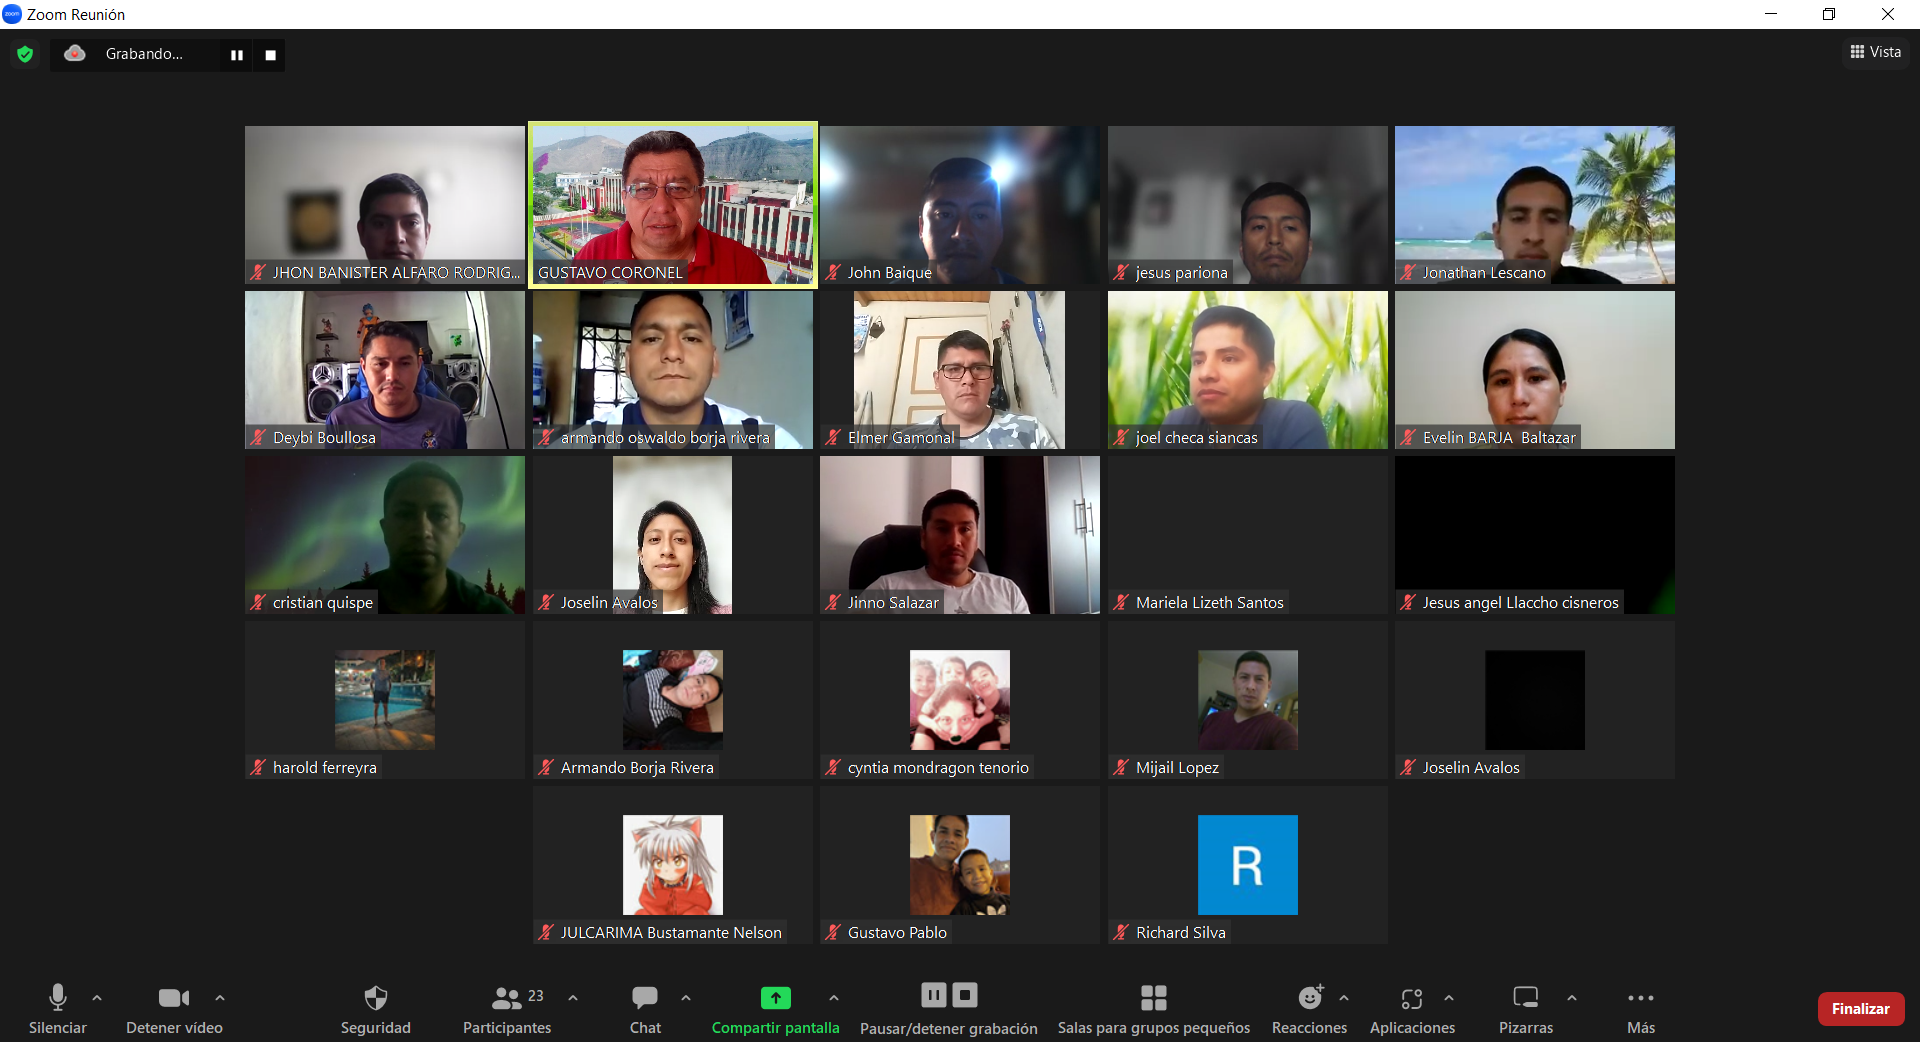 Zoom Reunión
Grabando...
Vista
JHON BANISTER ALFARO RODRIG...
GUSTAVO CORONEL
John Baique
jesus pariona
Jonathan Lescano
Deybi Boullosa
armando oswaldo borja rivera
Elmer Gamonal
joel checa siancas
Evelin BARJA  Baltazar
cristian quispe
Joselin Avalos
Jinno Salazar
Mariela Lizeth Santos
Jesus angel Llaccho cisneros
harold ferreyra
Armando Borja Rivera
cyntia mondragon tenorio
Mijail Lopez
Joselin Avalos
JULCARIMA Bustamante Nelson
Gustavo Pablo
R
Richard Silva
Silenciar
Detener vídeo
Seguridad
23
Participantes
Chat
Compartir pantalla
Pausar/detener grabación
Salas para grupos pequeños
Reacciones
Aplicaciones
Pizarras
Más
Finalizar